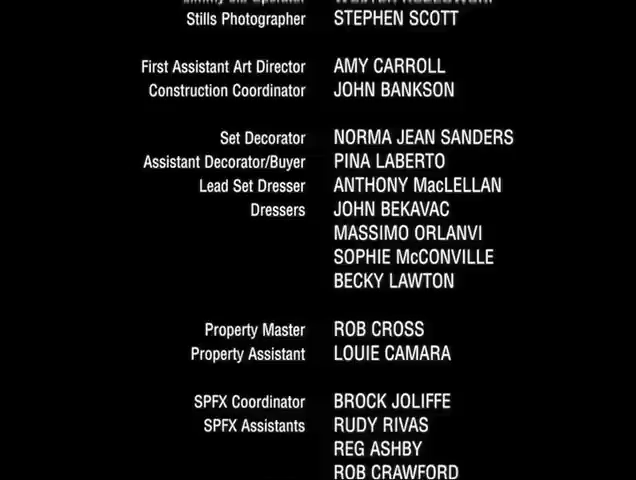 Stills Photographer STEPHEN SCOTT
First Assistant Art Director AMY CARROLL
Construction Coordinator JOHN BANKSON
Set Decorator NORMA JEAN SANDERS
Assistant Decorator/Buyer PINA LABERTO
Lead Set Dresser ANTHONY MacLELLAN
Dressers JOHN BEKAVAC
MASSIMO ORLANVI
SOPHIE McCONVILLE
BECKY LAWTON
Property Master ROB CROSS
Property Assistant LOUIE CAMARA
SPFX Coordinator BROCK JOLIFFE
SPFX Assistants RUDY RIVAS
REG ASHBY
ROB CRAWFORD